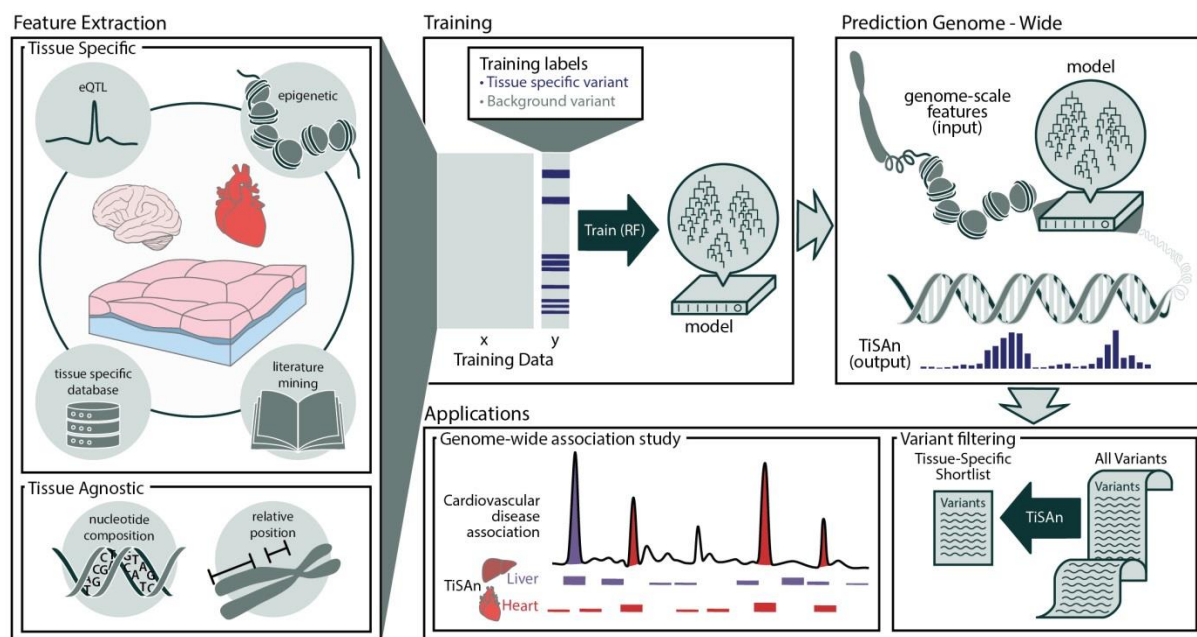 Feature Extraction
Tissue Specific
eQTL
epigenetic
tissue specific
database
literature
mining
Tissue Agnostic
nucleotide
composition
relative
position
Training
Training labels
• Tissue specific variant
• Background variant
Train (RF)
model
x
y
Training Data
Prediction Genome - Wide
model
genome-scale
features
(input)
TiSAn
(output)
Applications
Genome-wide association study
Cardiovascular
disease
association
TiSAn
Liver
Heart
Variant filtering
Tissue-Specific
Shortlist
All Variants
Variants
TiSAn
Variants